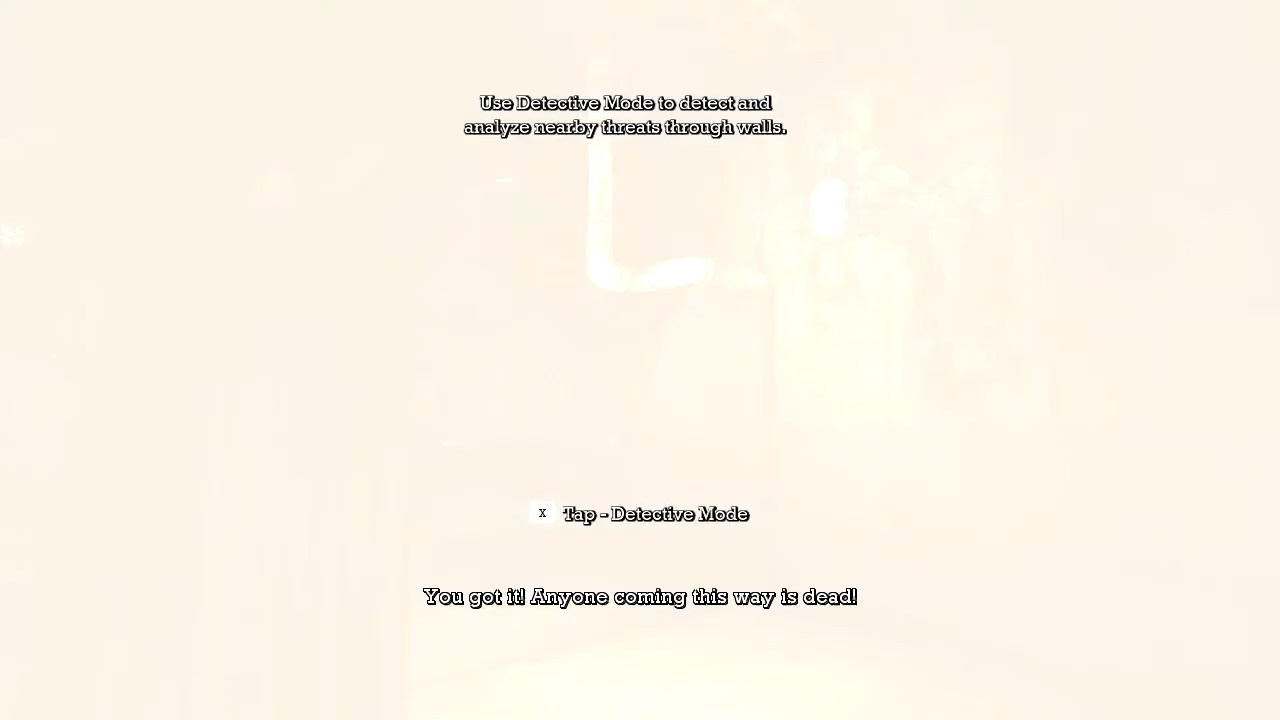 Use Detective Mode to detect and
analyze nearby threats through walls.
X Tap - Detective Mode
You got it! Anyone coming this way is dead!